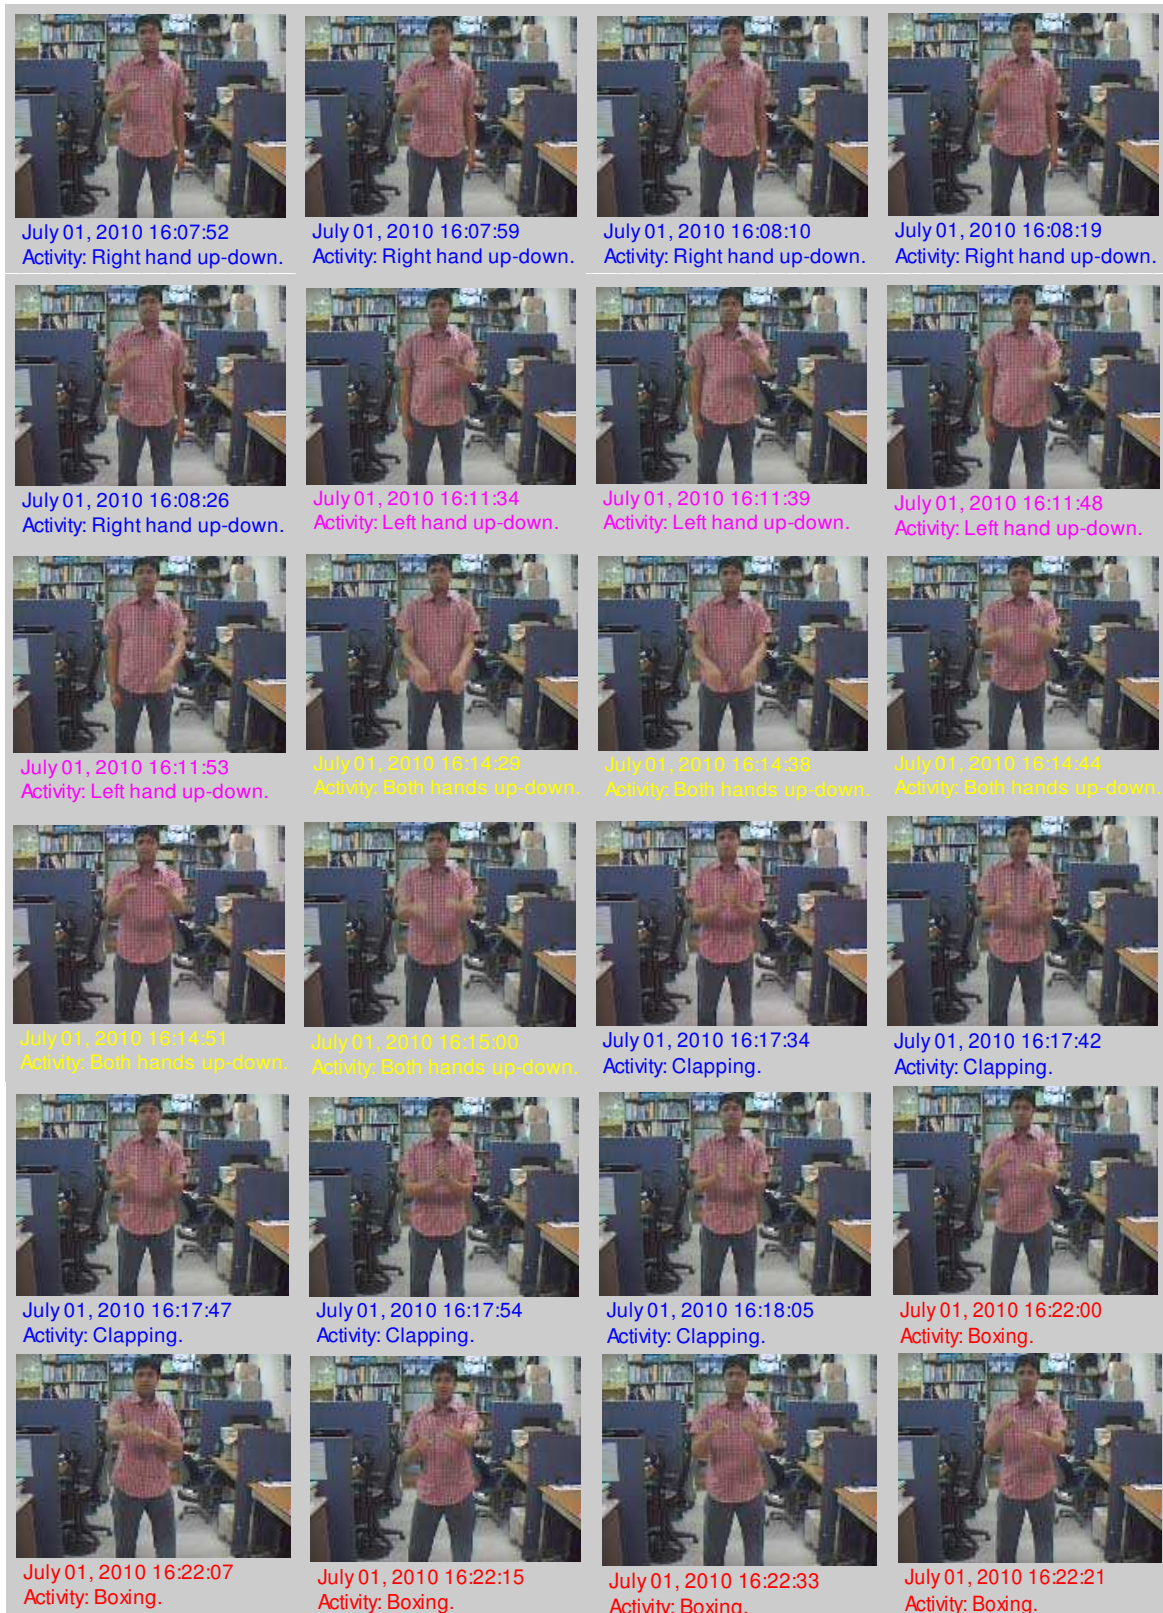 July 01, 2010 16:07:52
Activity: Right hand up-down.
July 01, 2010 16:07:59
Activity: Right hand up-down.
July 01, 2010 16:08:10
Activity: Right hand up-down.
July 01, 2010 16:08:19
Activity: Right hand up-down.
July 01, 2010 16:08:26
Activity: Right hand up-down.
July 01, 2010 16:11:34
Activity: Left hand up-down.
July 01, 2010 16:11:39
Activity: Left hand up-down.
July 01, 2010 16:11:48
Activity: Left hand up-down.
July 01, 2010 16:11:53
Activity: Left hand up-down.
July 01, 2010 16:14:29
Activity: Both hands up-down.
July 01, 2010 16:14:38
Activity: Both hands up-down.
July 01, 2010 16:14:44
Activity: Both hands up-down.
July 01, 2010 16:14:51
Activity: Both hands up-down.
July 01, 2010 16:15:00
Activity: Both hands up-down.
July 01, 2010 16:17:34
Activity: Clapping.
July 01, 2010 16:17:42
Activity: Clapping.
July 01, 2010 16:17:47
Activity: Clapping.
July 01, 2010 16:17:54
Activity: Clapping.
July 01, 2010 16:18:05
Activity: Clapping.
July 01, 2010 16:22:00
Activity: Boxing.
July 01, 2010 16:22:07
Activity: Boxing.
July 01, 2010 16:22:15
Activity: Boxing.
July 01, 2010 16:22:33
Activity: Boxing.
July 01, 2010 16:22:21
Activity: Boxing.